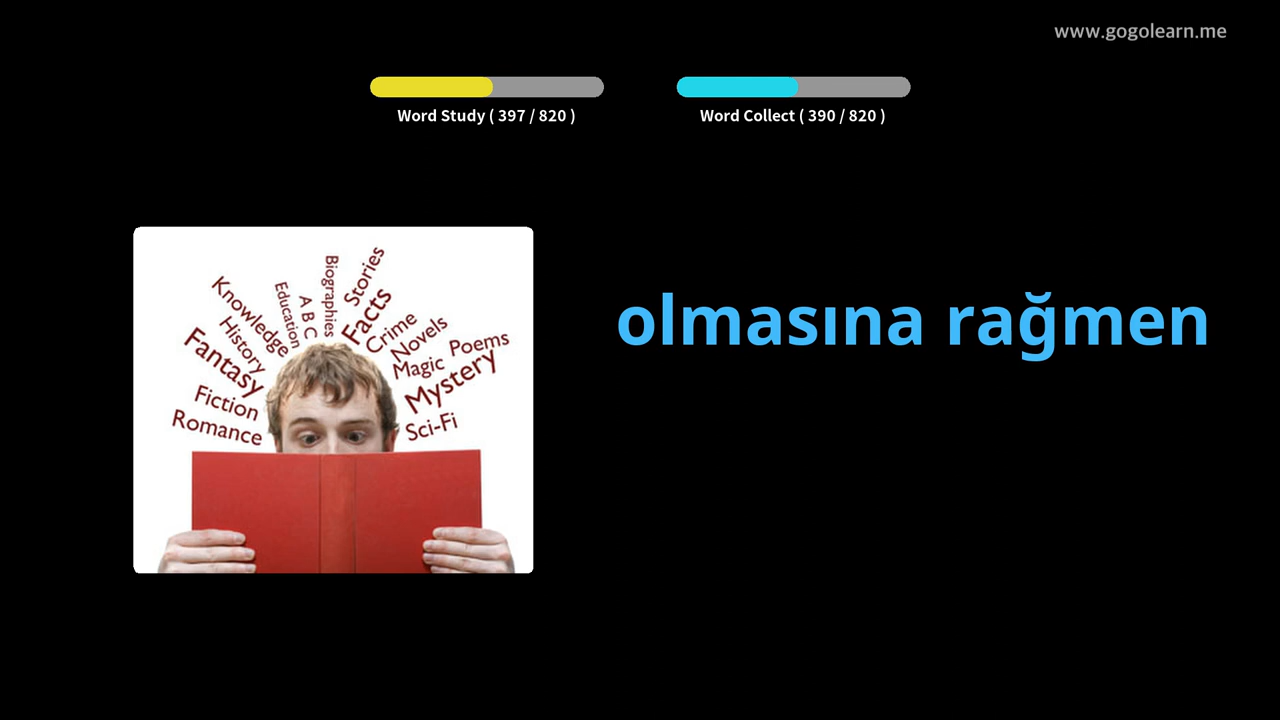 www.gogolearn.me
Word Study ( 397 / 820 )
Word Collect ( 390 / 820 )
olmasına rağmen
Knowledge
Education
A B C
Biographies
Stories
Facts
History
Crime
Novels
Fantasy
Magic
Poems
Mystery
Fiction
Romance
Sci-Fi